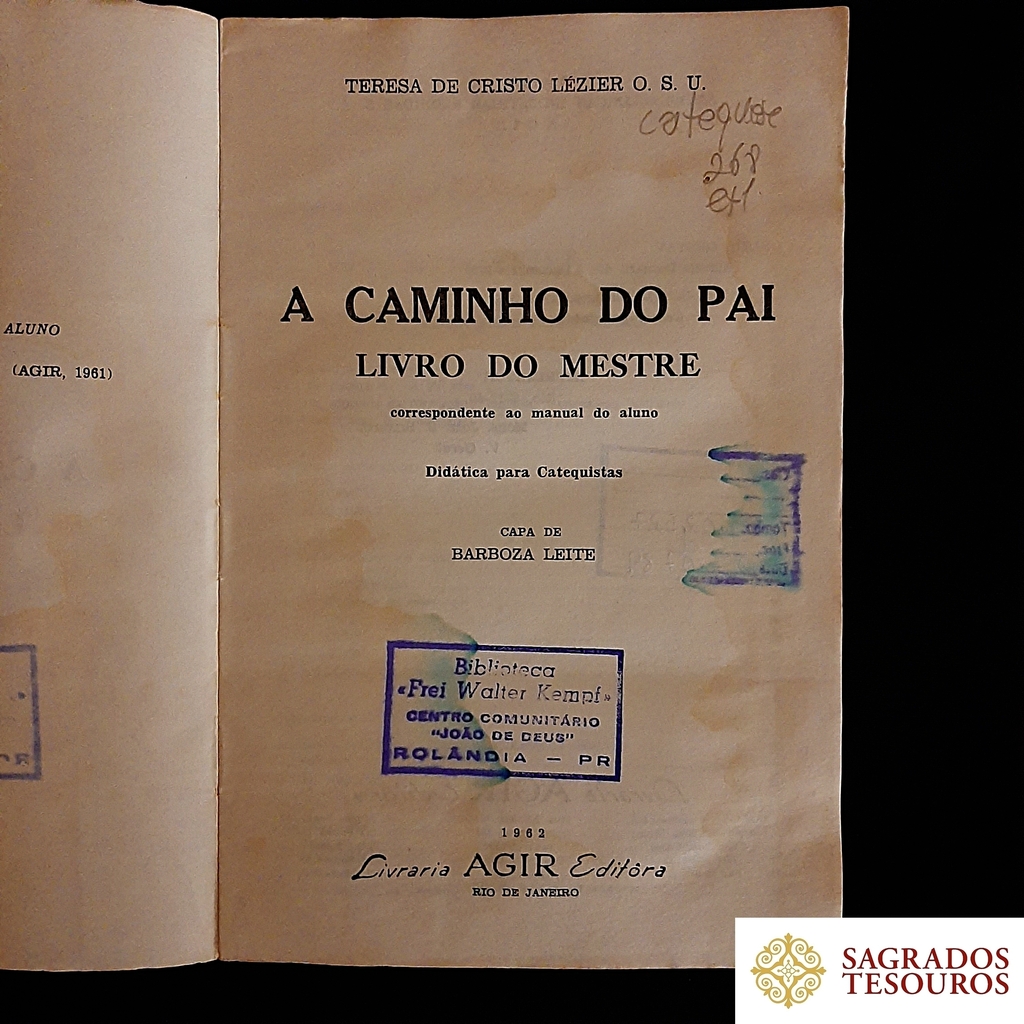 ALUNO
(AGIR, 1961)
TERESA DE CRISTO LÉZIER O. S. U.
catequese
268
A CAMINHO DO PAI
LIVRO DO MESTRE
correspondente ao manual do aluno
Didática para Catequistas
CAPA DE
BARBOZA LEITE
Biblioteca
«Frei Walter Kempf»
CENTRO COMUNITÁRIO
"JOÃO DE DEUS"
ROLÂNDIA — PR
1962
Livraria AGIR Editôra
RIO DE JANEIRO
SAGRADOS
TESOUROS